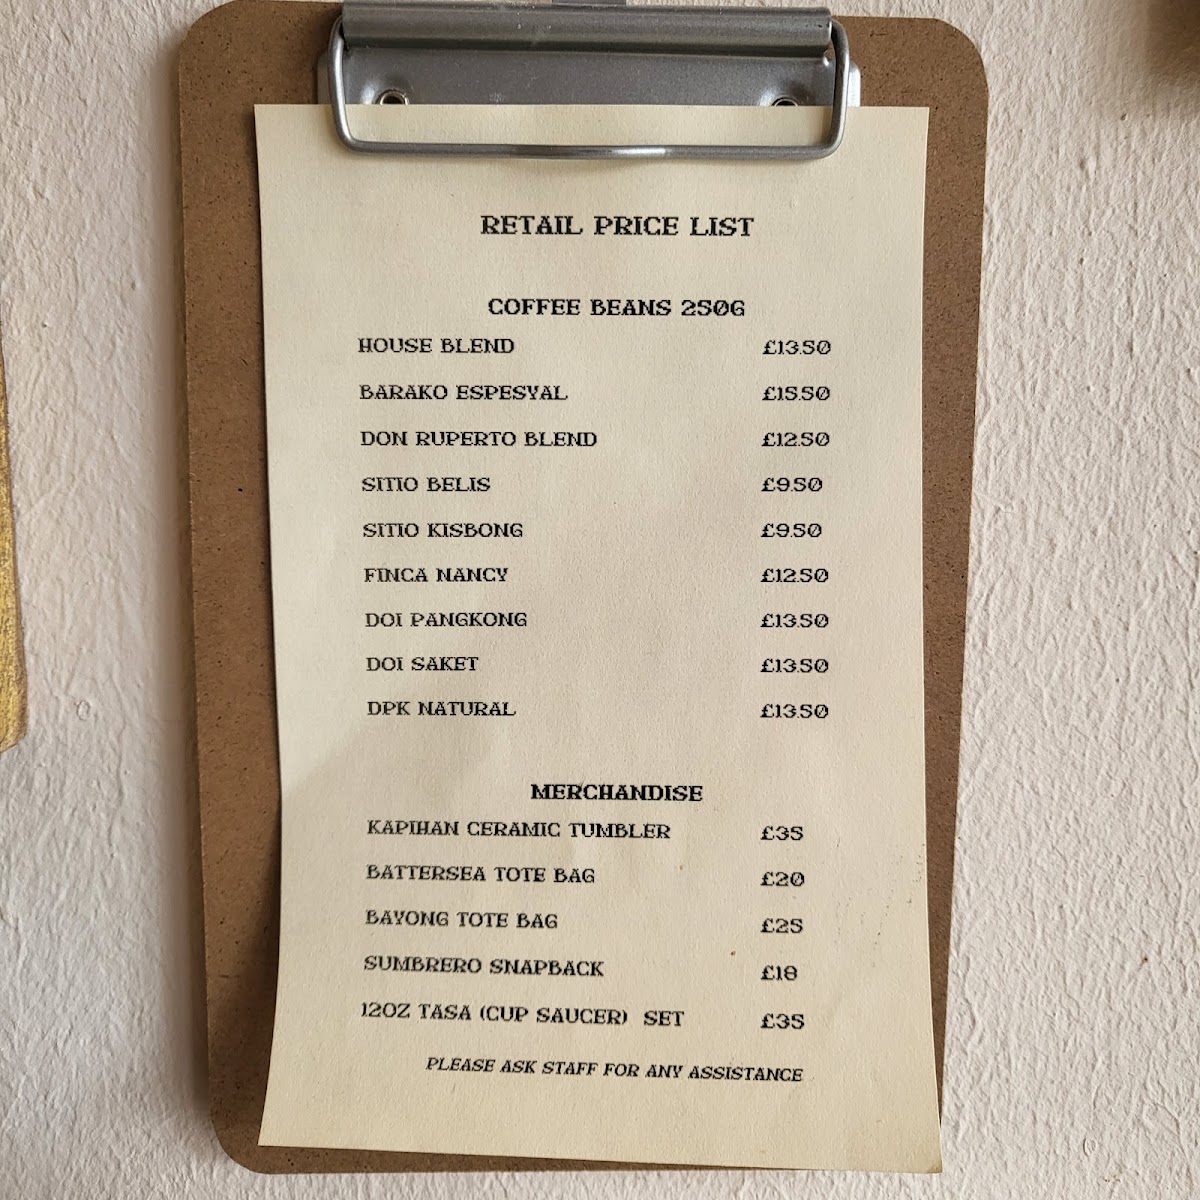 RETAIL PRICE LIST
COFFEE BEANS 250G
HOUSE BLEND £13.50
BARAKO ESPESYAL £15.50
DON RUPERTO BLEND £12.50
SITIO BELIS £9.50
SITIO KISBONG £9.50
FINCA NANCY £12.50
DOI PANGKONG £13.50
DOI SAKET £13.50
DPK NATURAL £13.50
MERCHANDISE
KAPIHAN CERAMIC TUMBLER £35
BATTERSEA TOTE BAG £20
BAYONG TOTE BAG £25
SUMBRERO SNAPBACK £18
12OZ TASA (CUP SAUCER) SET £35
PLEASE ASK STAFF FOR ANY ASSISTANCE